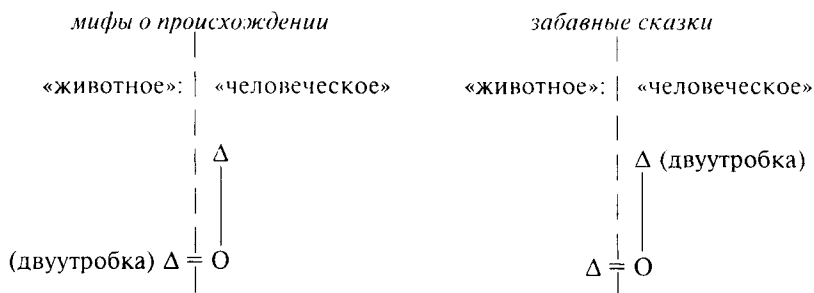 мифы о происхождении забавные сказки
«животное»: «человеческое» «животное»: «человеческое»
Δ Δ (двуутробка)
(двуутробка) Δ = O Δ = O